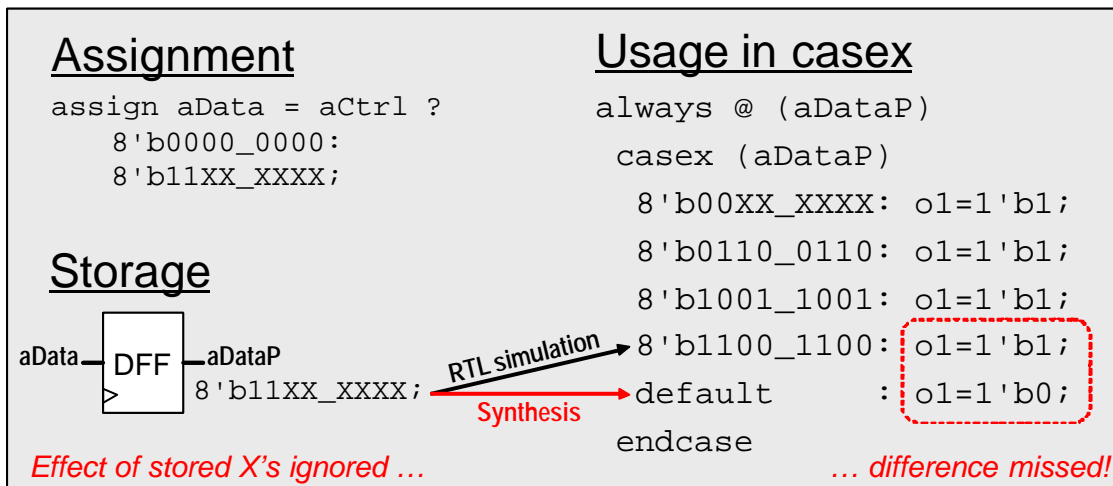 Assignment
assign aData = aCtrl ?
8'b0000_0000:
8'b11XX_XXXX;
Storage
aData
DFF
aDataP
8'b11XX_XXXX;
RTL simulation
Synthesis
Effect of stored X's ignored …
Usage in casex
always @ (aDataP)
casex (aDataP)
8'b00XX_XXXX: o1=1'b1;
8'b0110_0110: o1=1'b1;
8'b1001_1001: o1=1'b1;
8'b1100_1100: o1=1'b1;
default : o1=1'b0;
endcase
… difference missed!